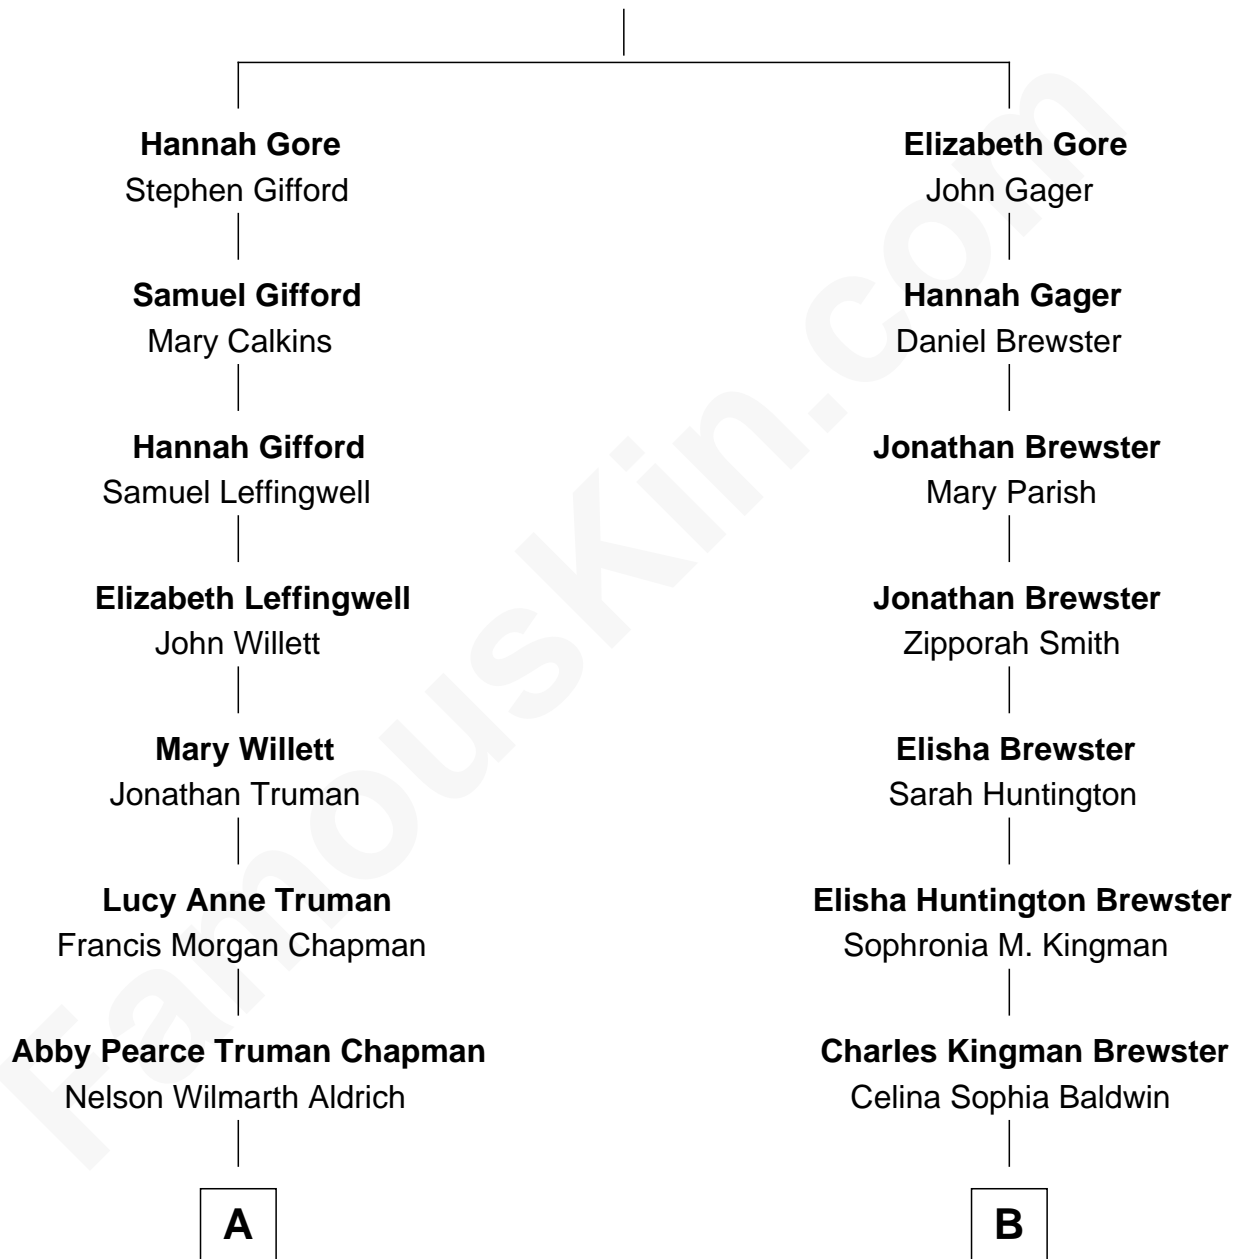 Hannah Gore
Stephen Gifford
Samuel Gifford
Mary Calkins
Hannah Gifford
Samuel Leffingwell
Elizabeth Leffingwell
John Willett
Mary Willett
Jonathan Truman
Lucy Anne Truman
Francis Morgan Chapman
Abby Pearce Truman Chapman
Nelson Wilmarth Aldrich
A
Elizabeth Gore
John Gager
Hannah Gager
Daniel Brewster
Jonathan Brewster
Mary Parish
Jonathan Brewster
Zipporah Smith
Elisha Brewster
Sarah Huntington
Elisha Huntington Brewster
Sophronia M. Kingman
Charles Kingman Brewster
Celina Sophia Baldwin
B
FamousKin.com